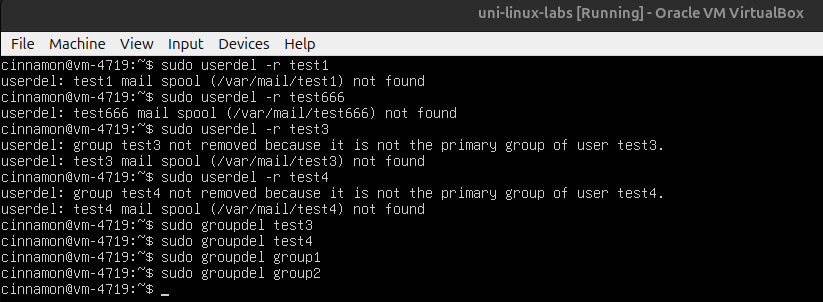 uni-linux-labs [Running] - Oracle VM VirtualBox
File Machine View Input Devices Help
cinnamon@vm-4719:~$ sudo userdel -r test1
userdel: test1 mail spool (/var/mail/test1) not found
cinnamon@vm-4719:~$ sudo userdel -r test666
userdel: test666 mail spool (/var/mail/test666) not found
cinnamon@vm-4719:~$ sudo userdel -r test3
userdel: group test3 not removed because it is not the primary group of user test3.
userdel: test3 mail spool (/var/mail/test3) not found
cinnamon@vm-4719:~$ sudo userdel -r test4
userdel: group test4 not removed because it is not the primary group of user test4.
userdel: test4 mail spool (/var/mail/test4) not found
cinnamon@vm-4719:~$ sudo groupdel test3
cinnamon@vm-4719:~$ sudo groupdel test4
cinnamon@vm-4719:~$ sudo groupdel group1
cinnamon@vm-4719:~$ sudo groupdel group2
cinnamon@vm-4719:~$ _